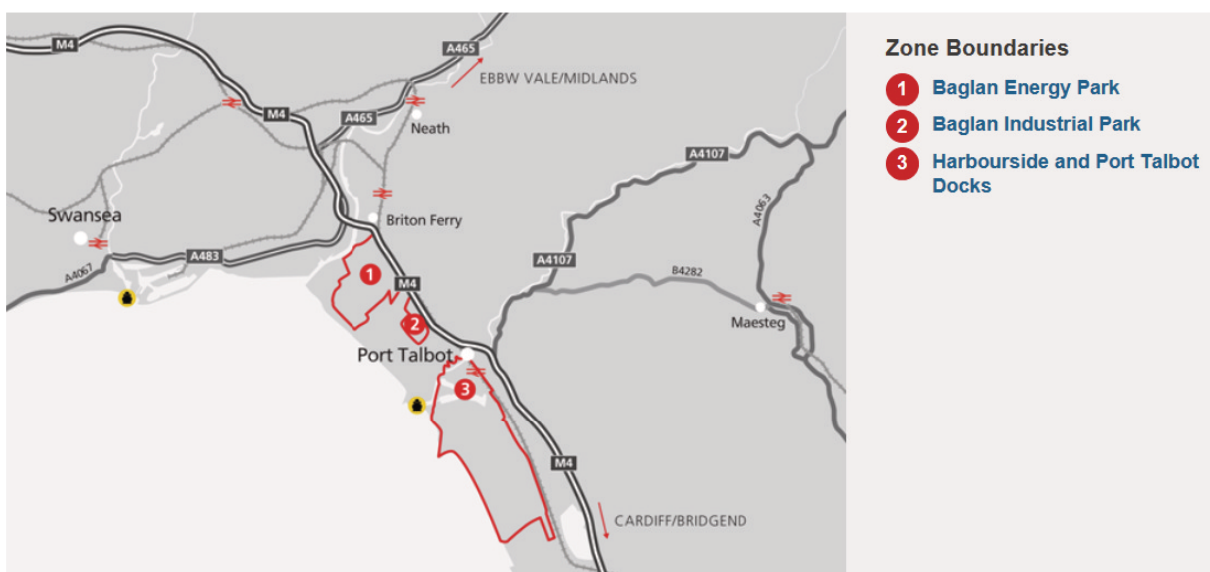 M4
A465
EBBW VALE/MIDLANDS
M4
A465
Neath
A4107
Swansea
Briton Ferry
A4063
A483
A4107
A4067
1
M4
B4282
2
Maesteg
Port Talbot
3
M4
CARDIFF/BRIDGEND
Zone Boundaries
1 Baglan Energy Park
2 Baglan Industrial Park
3 Harbourside and Port Talbot
Docks